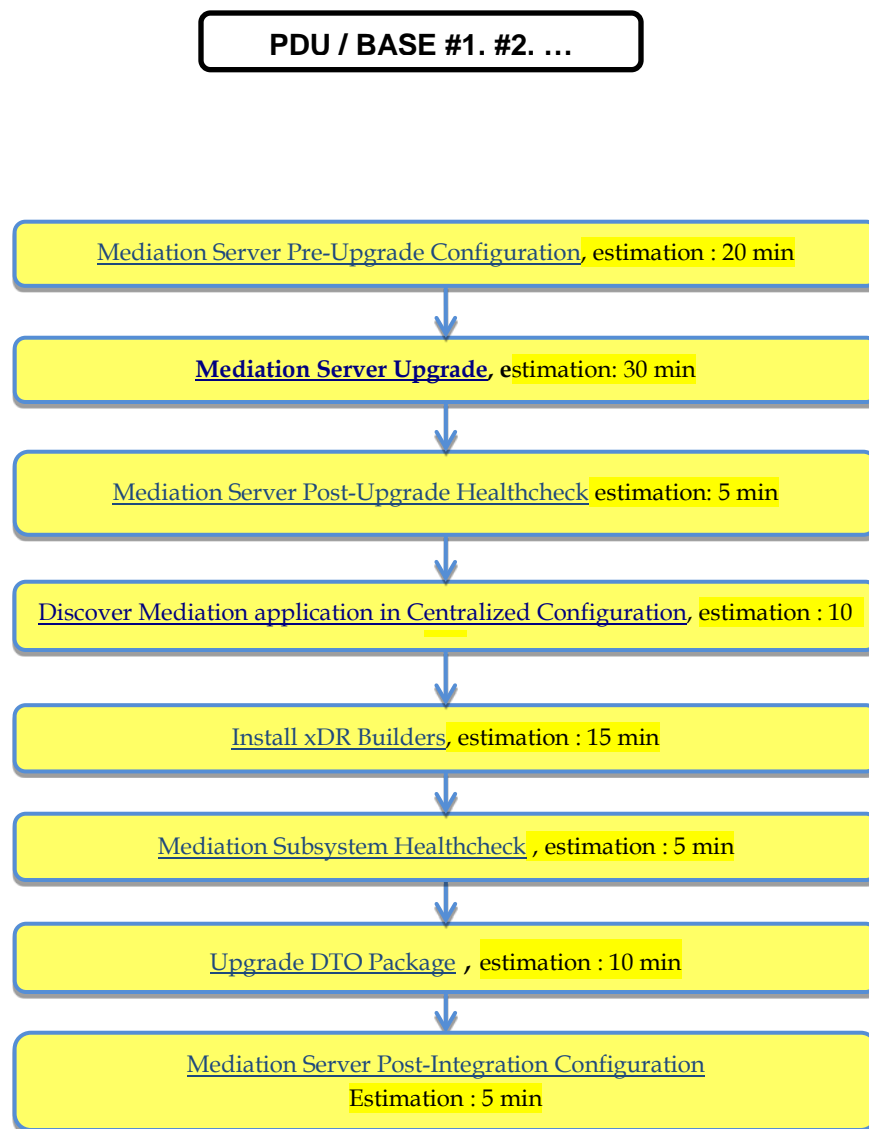 PDU / BASE #1. #2. …
Mediation Server Pre-Upgrade Configuration, estimation : 20 min
Mediation Server Upgrade, estimation: 30 min
Mediation Server Post-Upgrade Healthcheck estimation: 5 min
Discover Mediation application in Centralized Configuration, estimation : 10
Install xDR Builders, estimation : 15 min
Mediation Subsystem Healthcheck , estimation : 5 min
Upgrade DTO Package , estimation : 10 min
Mediation Server Post-Integration Configuration
Estimation : 5 min